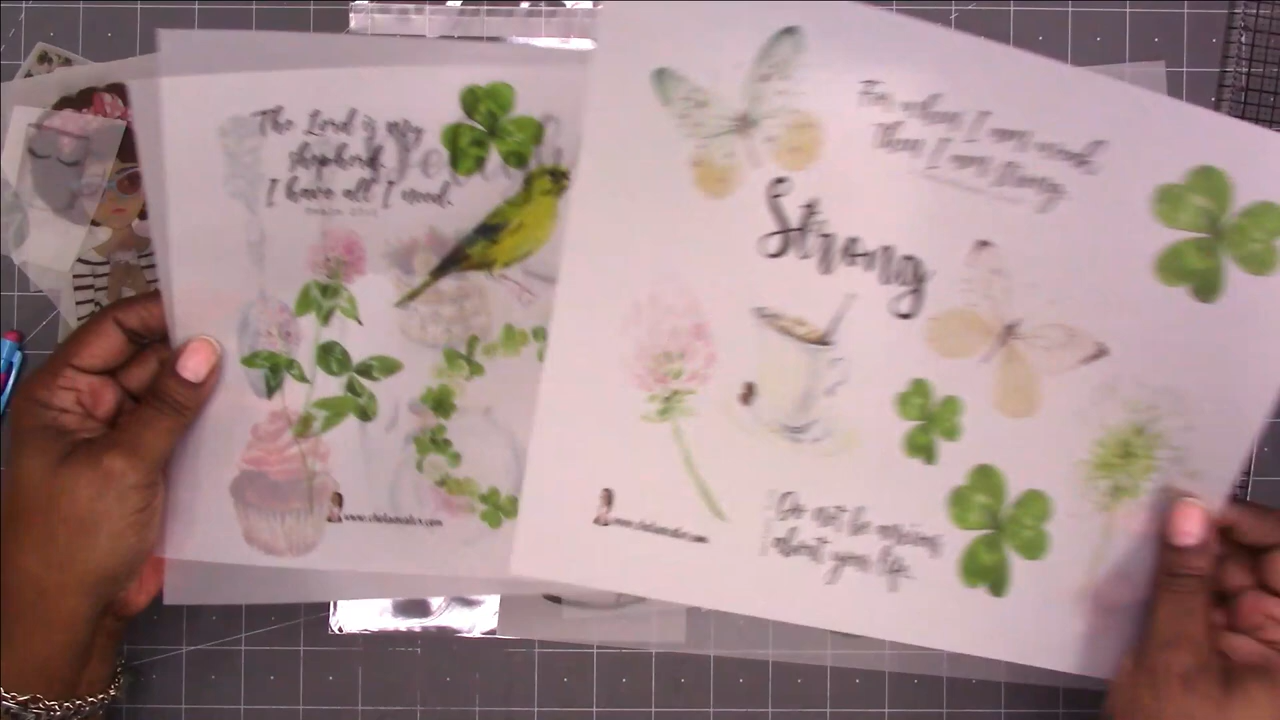 The Lord is my
shepherd.
I have all I need.
For when I am weak,
Then I am strong.
Strong
Do not be anxious
about you life.